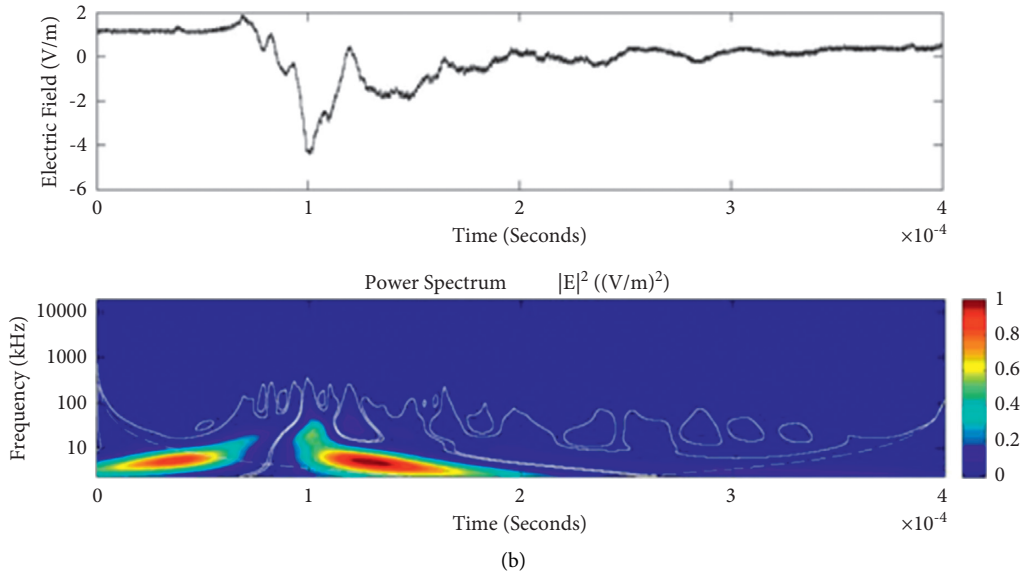 2
0
-2
-4
-6
Electric Field (V/m)
0 1 2 3 4
Time (Seconds) ×10⁻⁴
Power Spectrum |E|² ((V/m)²)
10000
1000
100
10
Frequency (kHz)
1
0.8
0.6
0.4
0.2
0
0 1 2 3 4
Time (Seconds) ×10⁻⁴
(b)